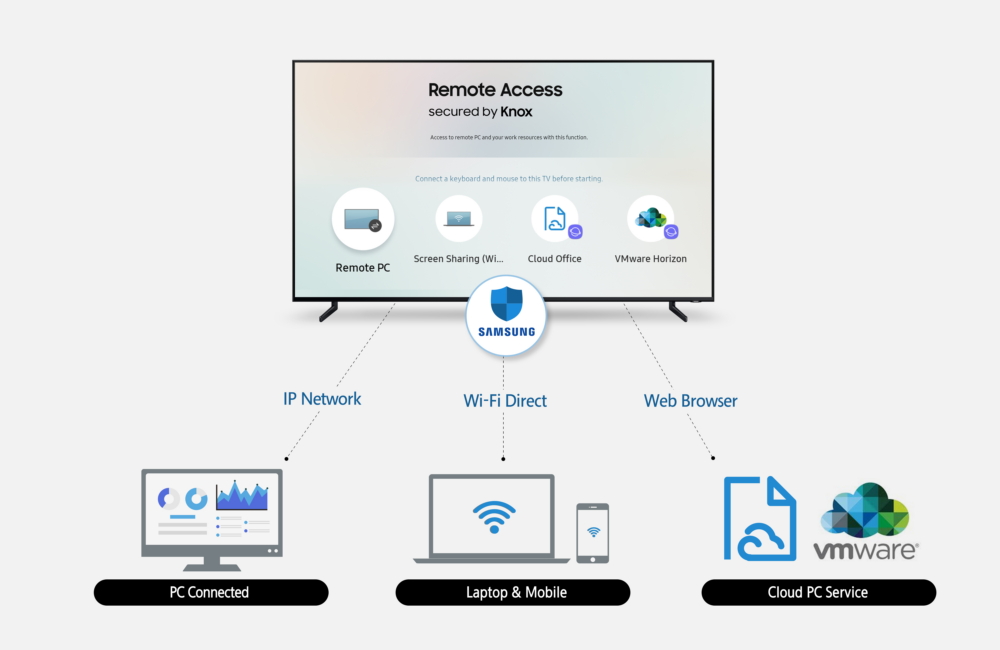 Remote Access
secured by Knox
Access to remote PC and your work resources with this function.
Connect a keyboard and mouse to this TV before starting.
Remote PC
Screen Sharing (Wi...
Cloud Office
VMware Horizon
SAMSUNG
IP Network
Wi-Fi Direct
Web Browser
vmware®
PC Connected
Laptop & Mobile
Cloud PC Service